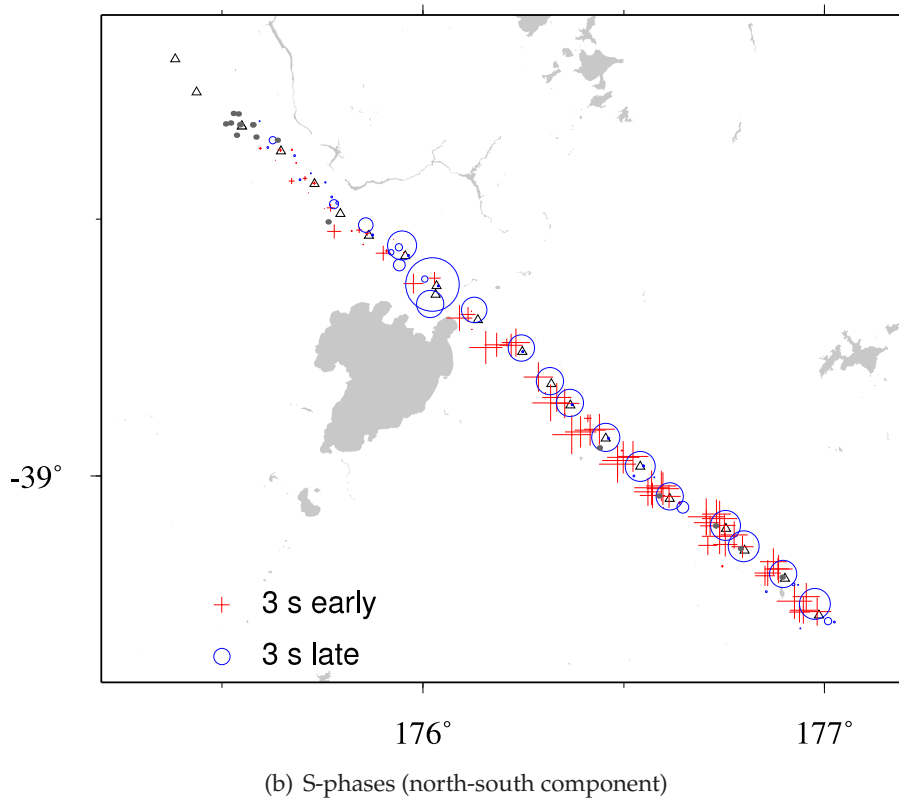 -39°
3 s early
3 s late
176°
177°
(b) S-phases (north-south component)